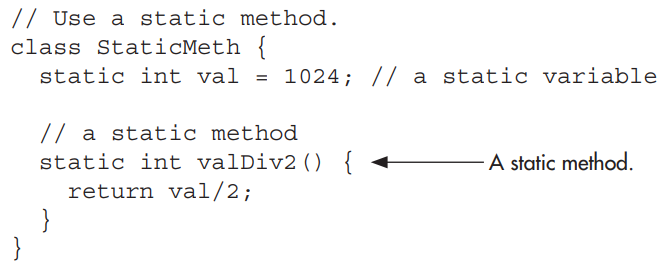 // Use a static method.
class StaticMeth {
  static int val = 1024; // a static variable

  // a static method
  static int valDiv2() { A static method.
    return val/2;
  }
}